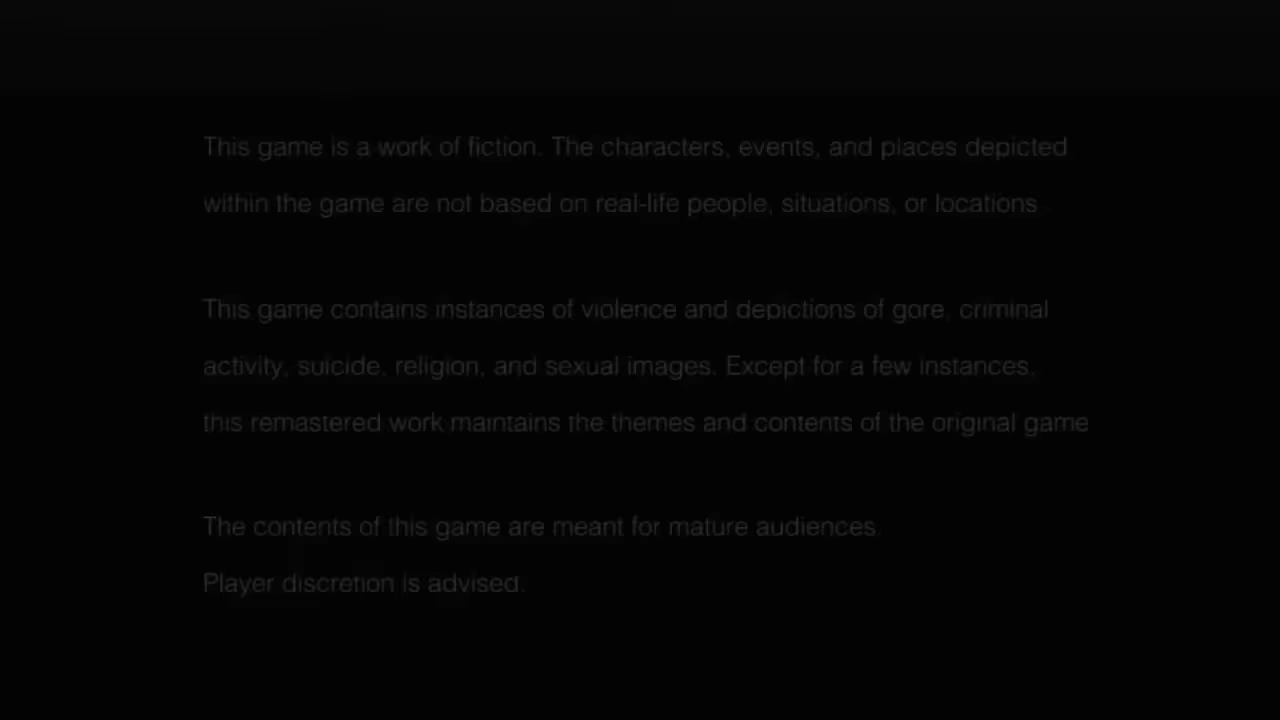 This game is a work of fiction. The characters, events, and places depicted
within the game are not based on real-life people, situations, or locations.
This game contains instances of violence and depictions of gore, criminal
activity, suicide, religion, and sexual images. Except for a few instances,
this remastered work maintains the themes and contents of the original game
The contents of this game are meant for mature audiences.
Player discretion is advised.